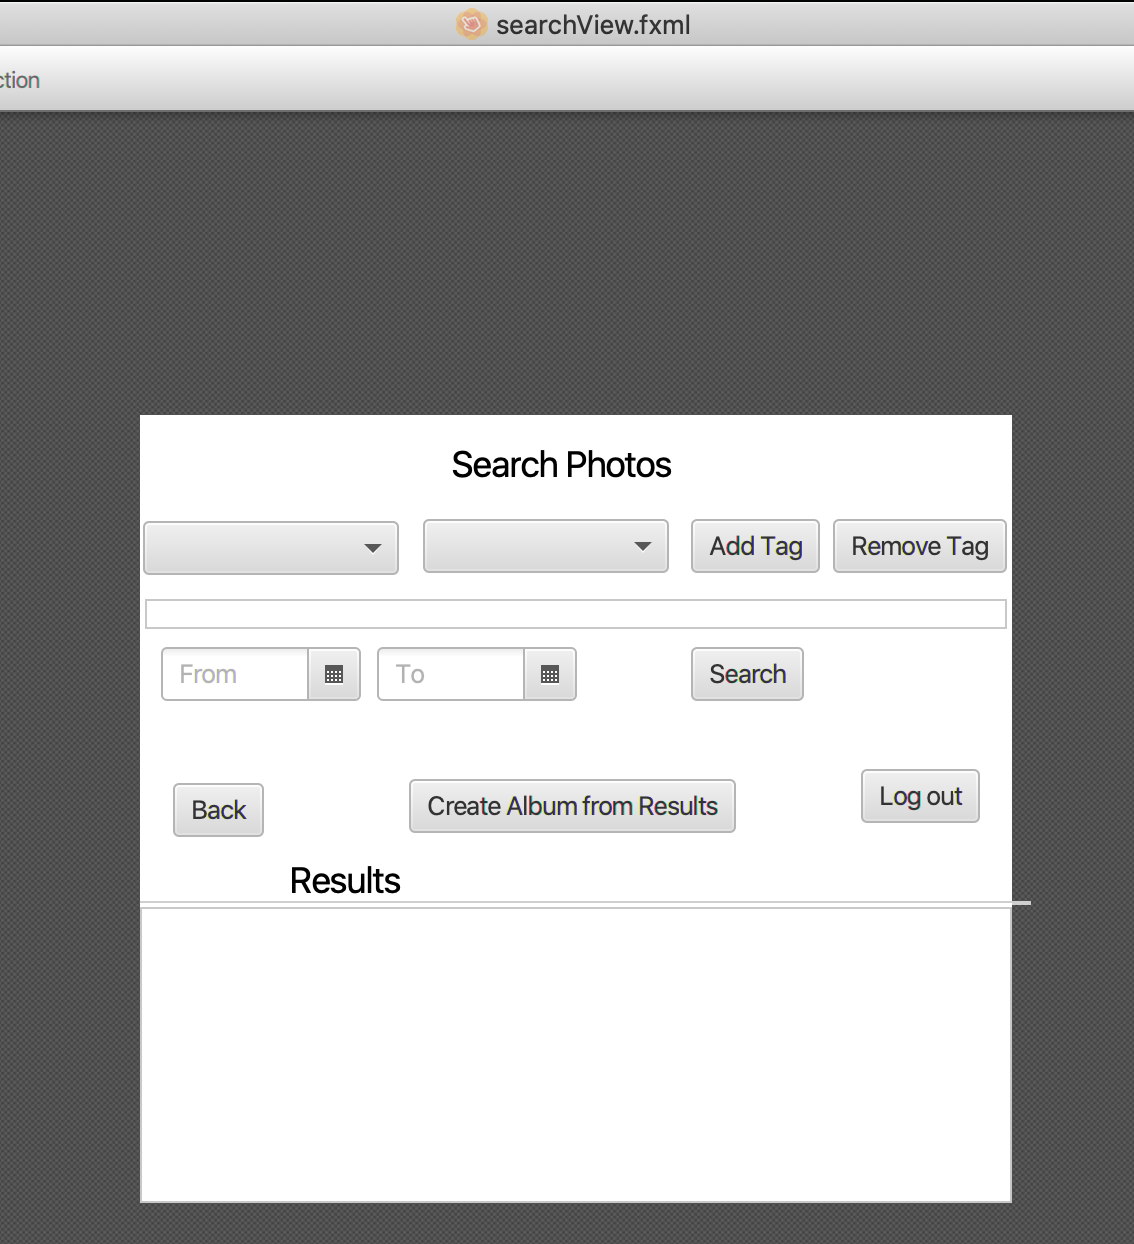 searchView.fxml
ction
Search Photos
Add Tag Remove Tag
From To Search
Back Create Album from Results Log out
Results